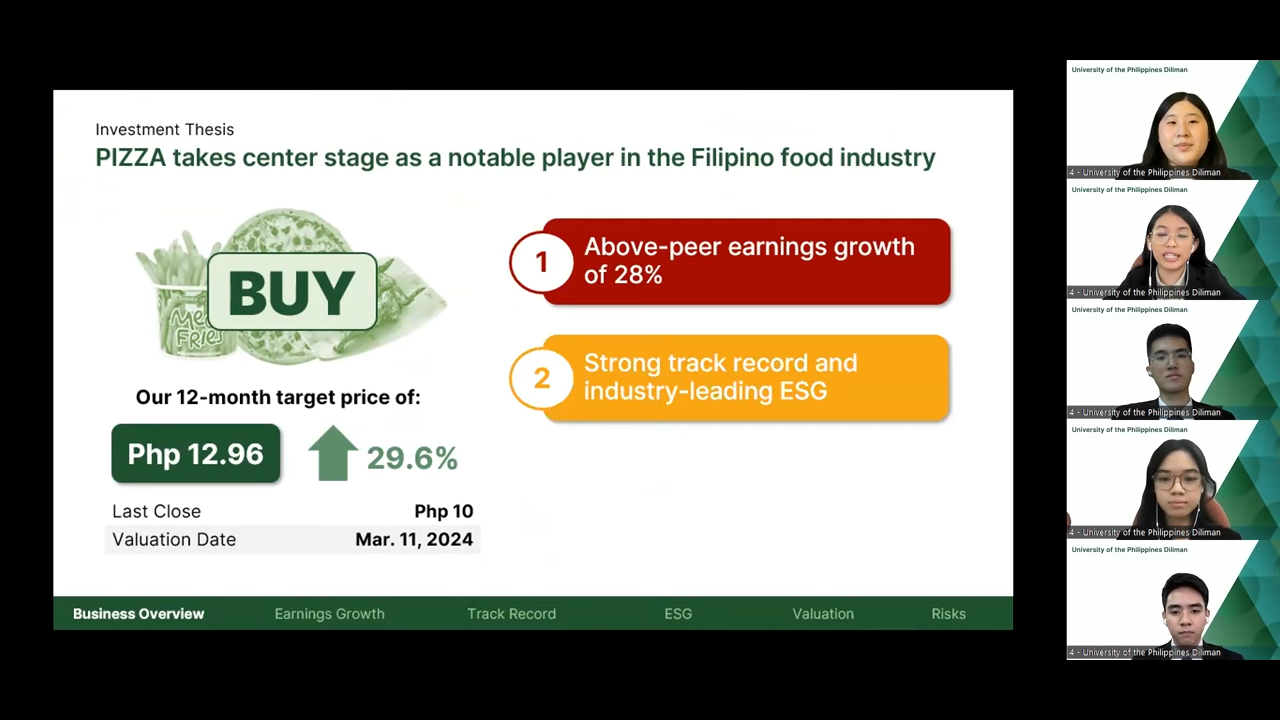 Investment Thesis
PIZZA takes center stage as a notable player in the Filipino food industry
BUY
Our 12-month target price of:
Php 12.96
29.6%
Last Close Php 10
Valuation Date Mar. 11, 2024
1
Above-peer earnings growth
of 28%
2
Strong track record and
industry-leading ESG
Business Overview Earnings Growth Track Record ESG Valuation Risks
University of the Philippines Diliman
4 - University of the Philippines Diliman
University of the Philippines Diliman
4 - University of the Philippines Diliman
University of the Philippines Diliman
4 - University of the Philippines Diliman
University of the Philippines Diliman
4 - University of the Philippines Diliman
University of the Philippines Diliman
4 - University of the Philippines Diliman